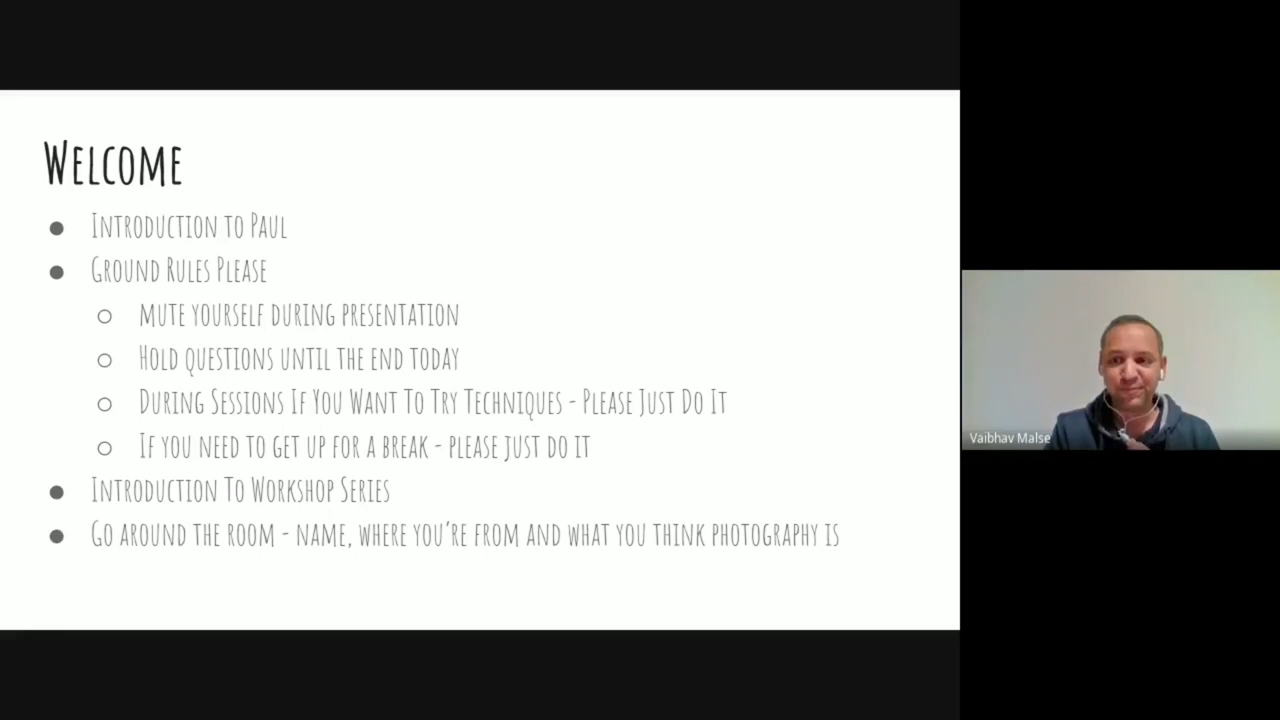 Welcome
● Introduction to Paul
● Ground Rules Please
○ mute yourself during presentation
○ Hold questions until the end today
○ During Sessions If You Want To Try Techniques - Please Just Do It
○ If you need to get up for a break - please just do it
● Introduction To Workshop Series
● Go around the room - name, where you're from and what you think photography is
Vaibhav Malse